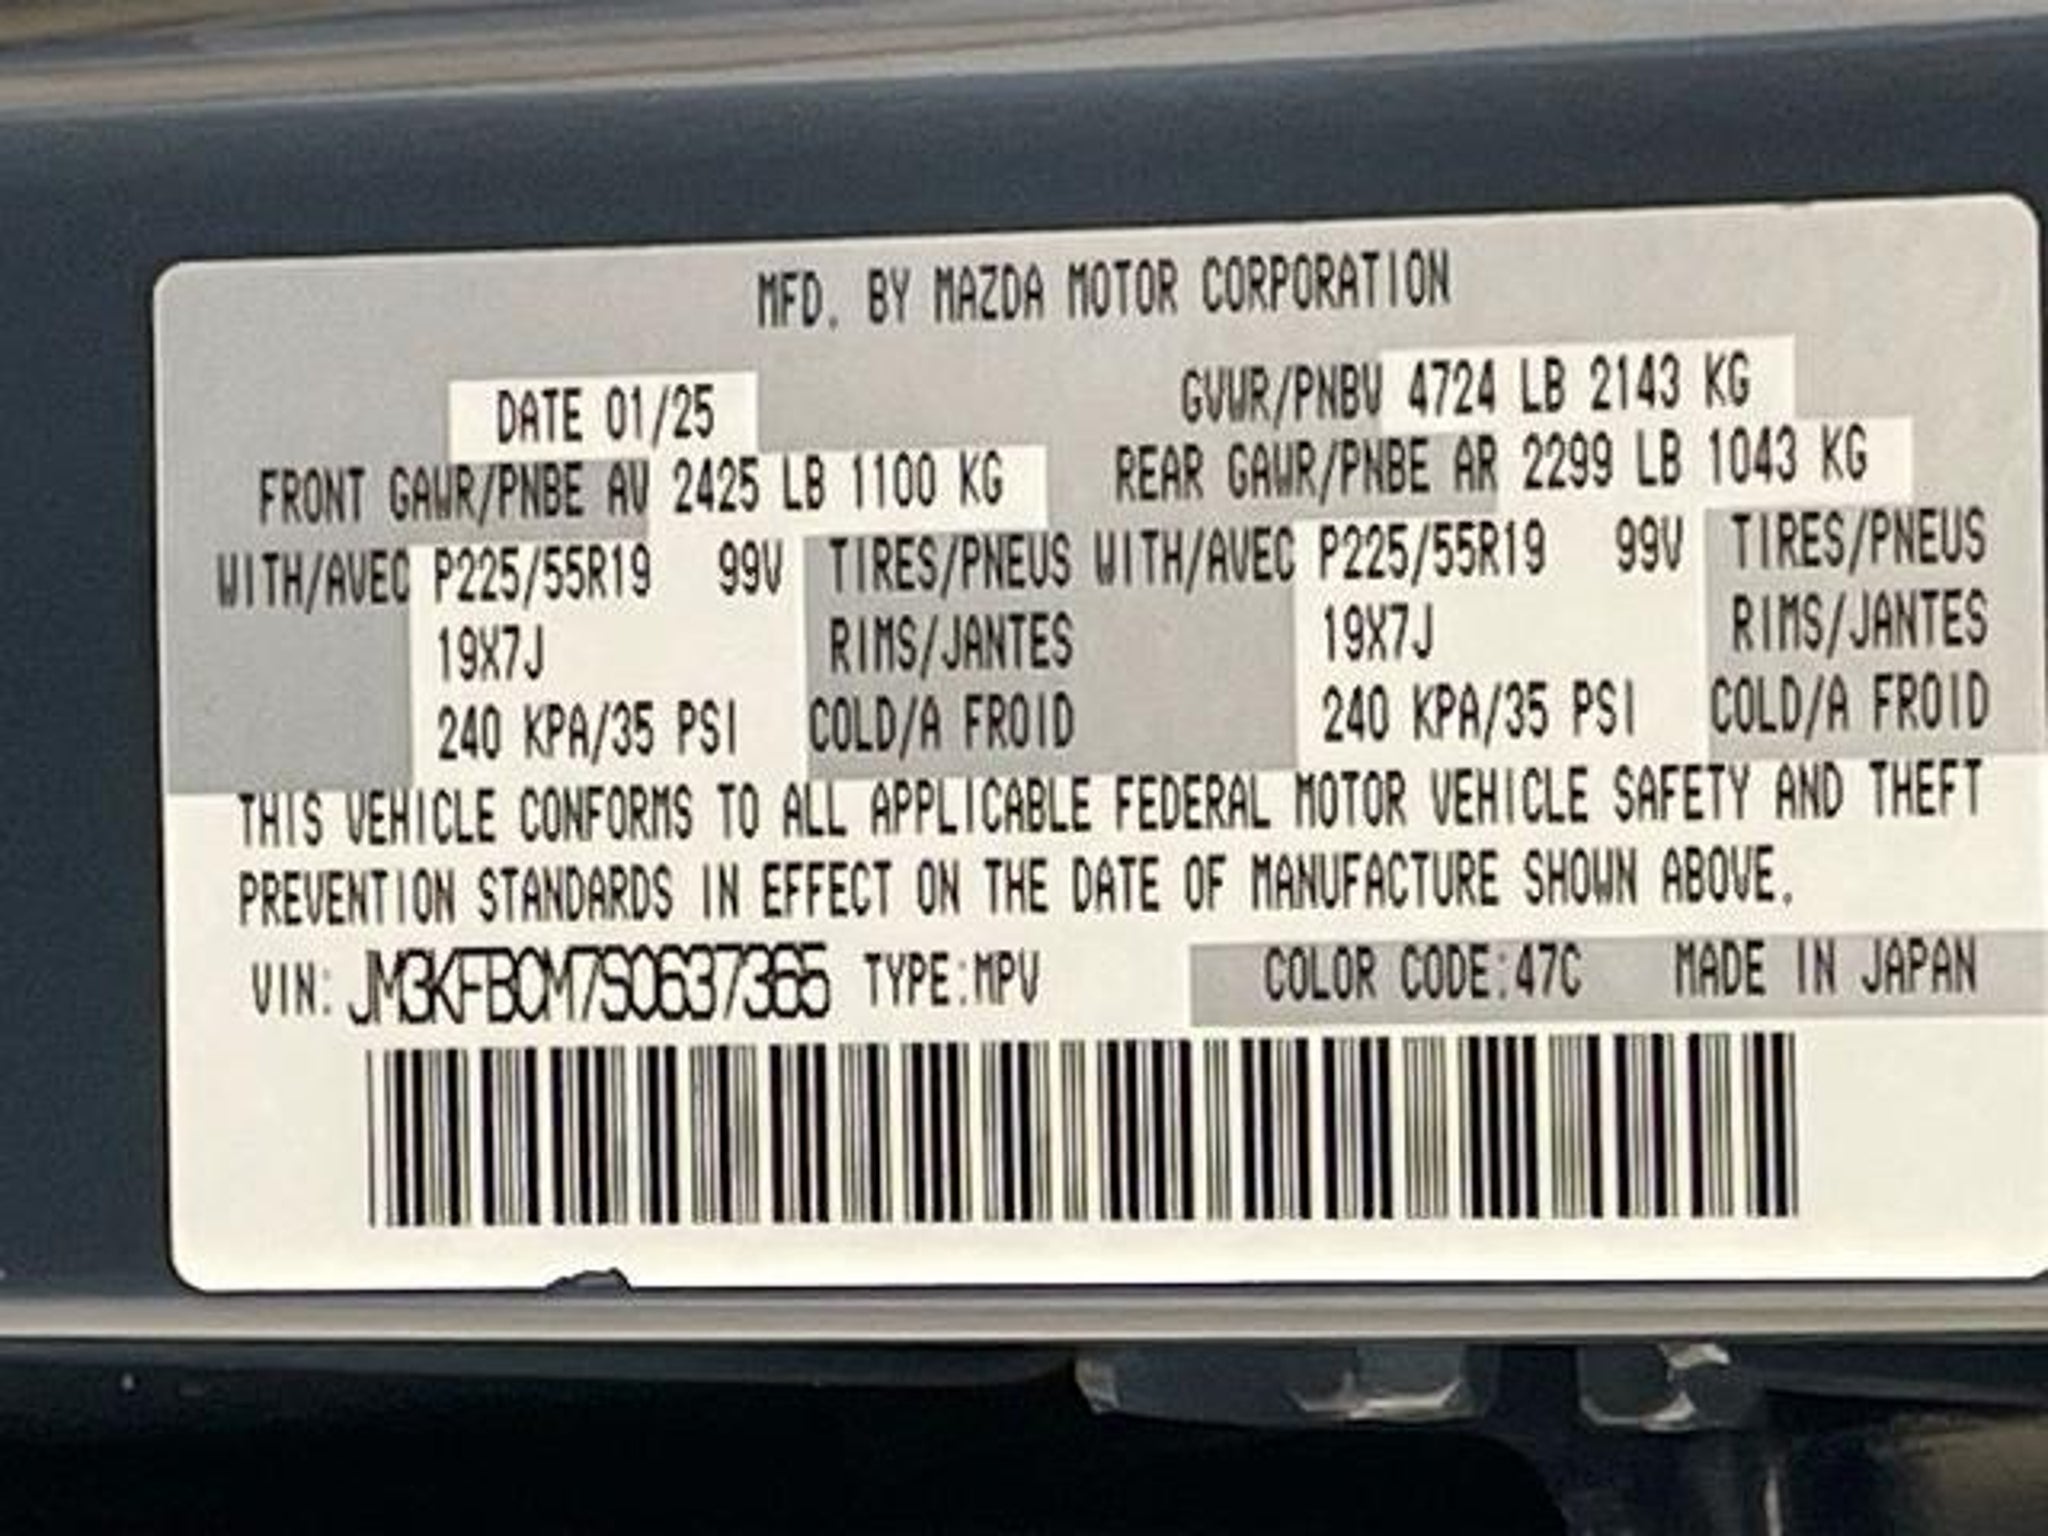 MFD. BY MAZDA MOTOR CORPORATION
DATE 01/25 GVWR/PNBV 4724 LB 2143 KG
FRONT GAWR/PNBE AV 2425 LB 1100 KG REAR GAWR/PNBE AR 2299 LB 1043 KG
WITH/AVEC P225/55R19 99V TIRES/PNEUS WITH/AVEC P225/55R19 99V TIRES/PNEUS
19X7J RIMS/JANTES 19X7J RIMS/JANTES
240 KPA/35 PSI COLD/A FROID 240 KPA/35 PSI COLD/A FROID
THIS VEHICLE CONFORMS TO ALL APPLICABLE FEDERAL MOTOR VEHICLE SAFETY AND THEFT
PREVENTION STANDARDS IN EFFECT ON THE DATE OF MANUFACTURE SHOWN ABOVE.
VIN: JM3KFBCM7S0637365 TYPE:MPV COLOR CODE:47C MADE IN JAPAN